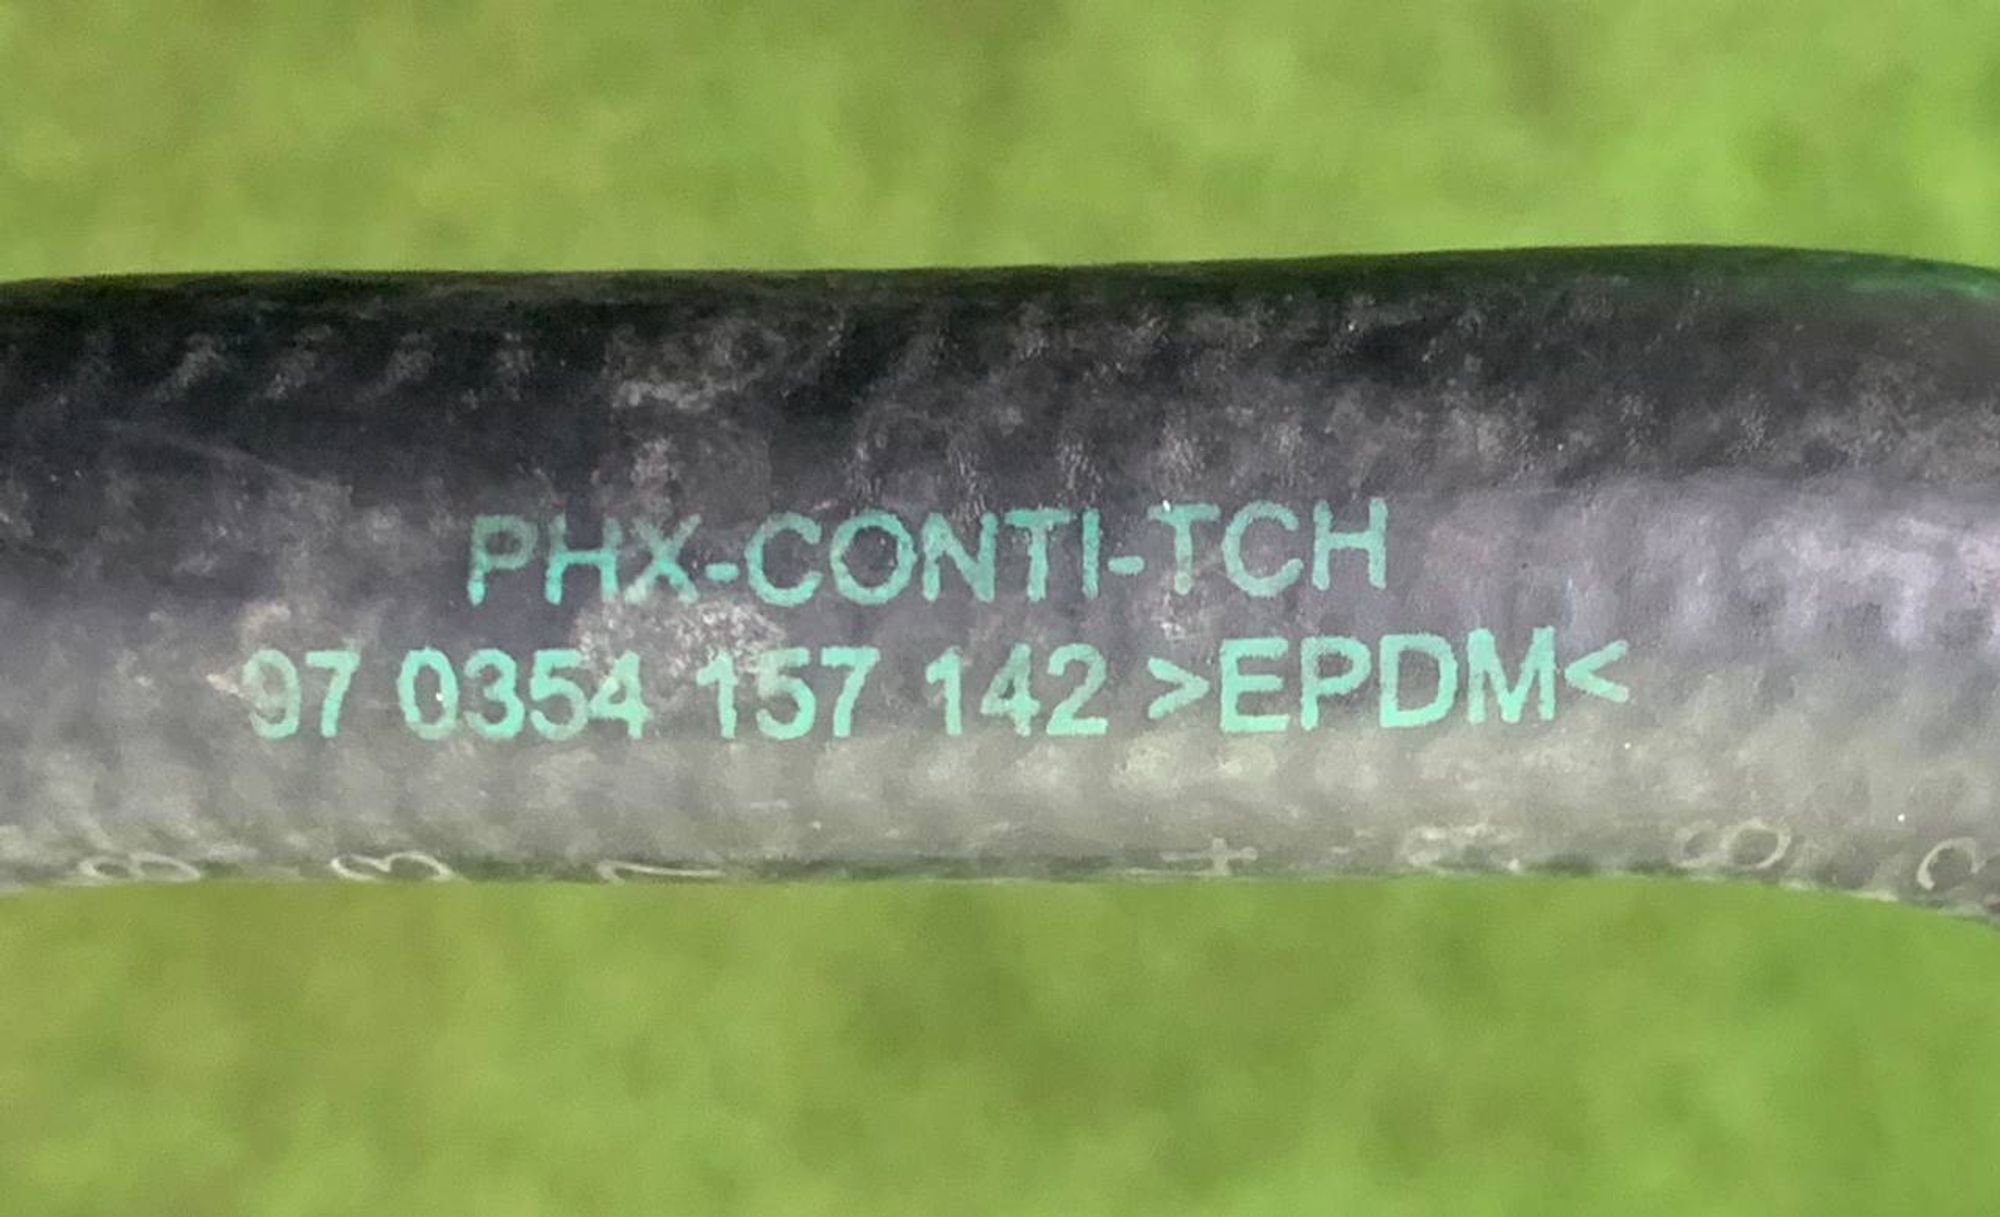 PHX-CONTI-TCH
97 0354 157 142 >EPDM<